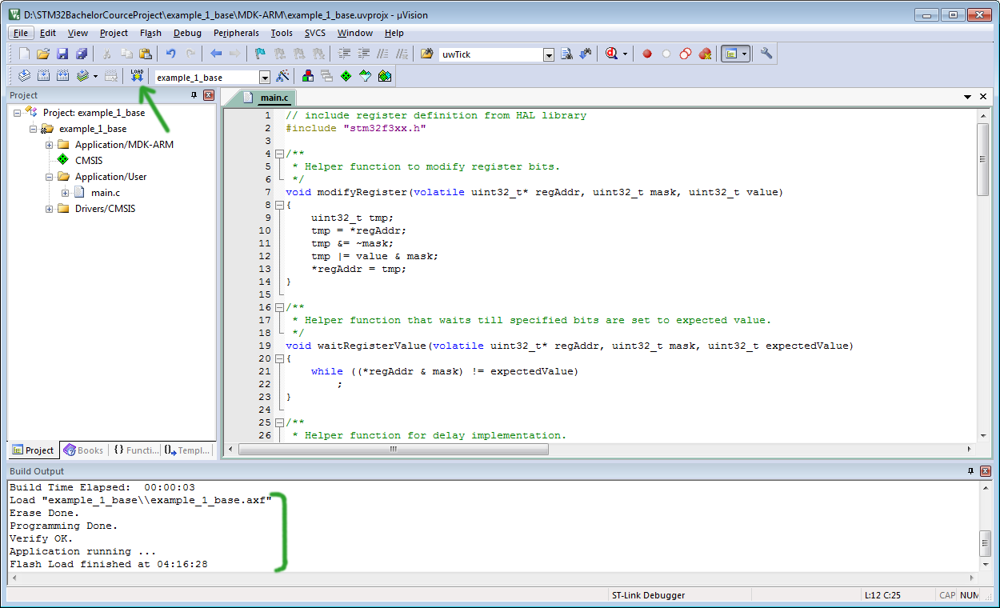 D:\STM32BachelorCourceProject\example_1_base\MDK-ARM\example_1_base.uvprojx - µVision
File Edit View Project Flash Debug Peripherals Tools SVCS Window Help
uwTick
LOAD example_1_base
Project
Project: example_1_base
example_1_base
Application/MDK-ARM
CMSIS
Application/User
main.c
Drivers/CMSIS
Project Books {} Functi... {} Templ...
main.c
1 // include register definition from HAL library
2 #include "stm32f3xx.h"
3
4 /**
5 * Helper function to modify register bits.
6 */
7 void modifyRegister(volatile uint32_t* regAddr, uint32_t mask, uint32_t value)
8 {
9 uint32_t tmp;
10 tmp = *regAddr;
11 tmp &= ~mask;
12 tmp |= value & mask;
13 *regAddr = tmp;
14 }
15
16 /**
17 * Helper function that waits till specified bits are set to expected value.
18 */
19 void waitRegisterValue(volatile uint32_t* regAddr, uint32_t mask, uint32_t expectedValue)
20 {
21 while ((*regAddr & mask) != expectedValue)
22 ;
23 }
24
25 /**
26 * Helper function for delay implementation.
Build Output
Build Time Elapsed:  00:00:03
Load "example_1_base\\example_1_base.axf"
Erase Done.
Programming Done.
Verify OK.
Application running ...
Flash Load finished at 04:16:28
ST-Link Debugger L:12 C:25 CAP NUM